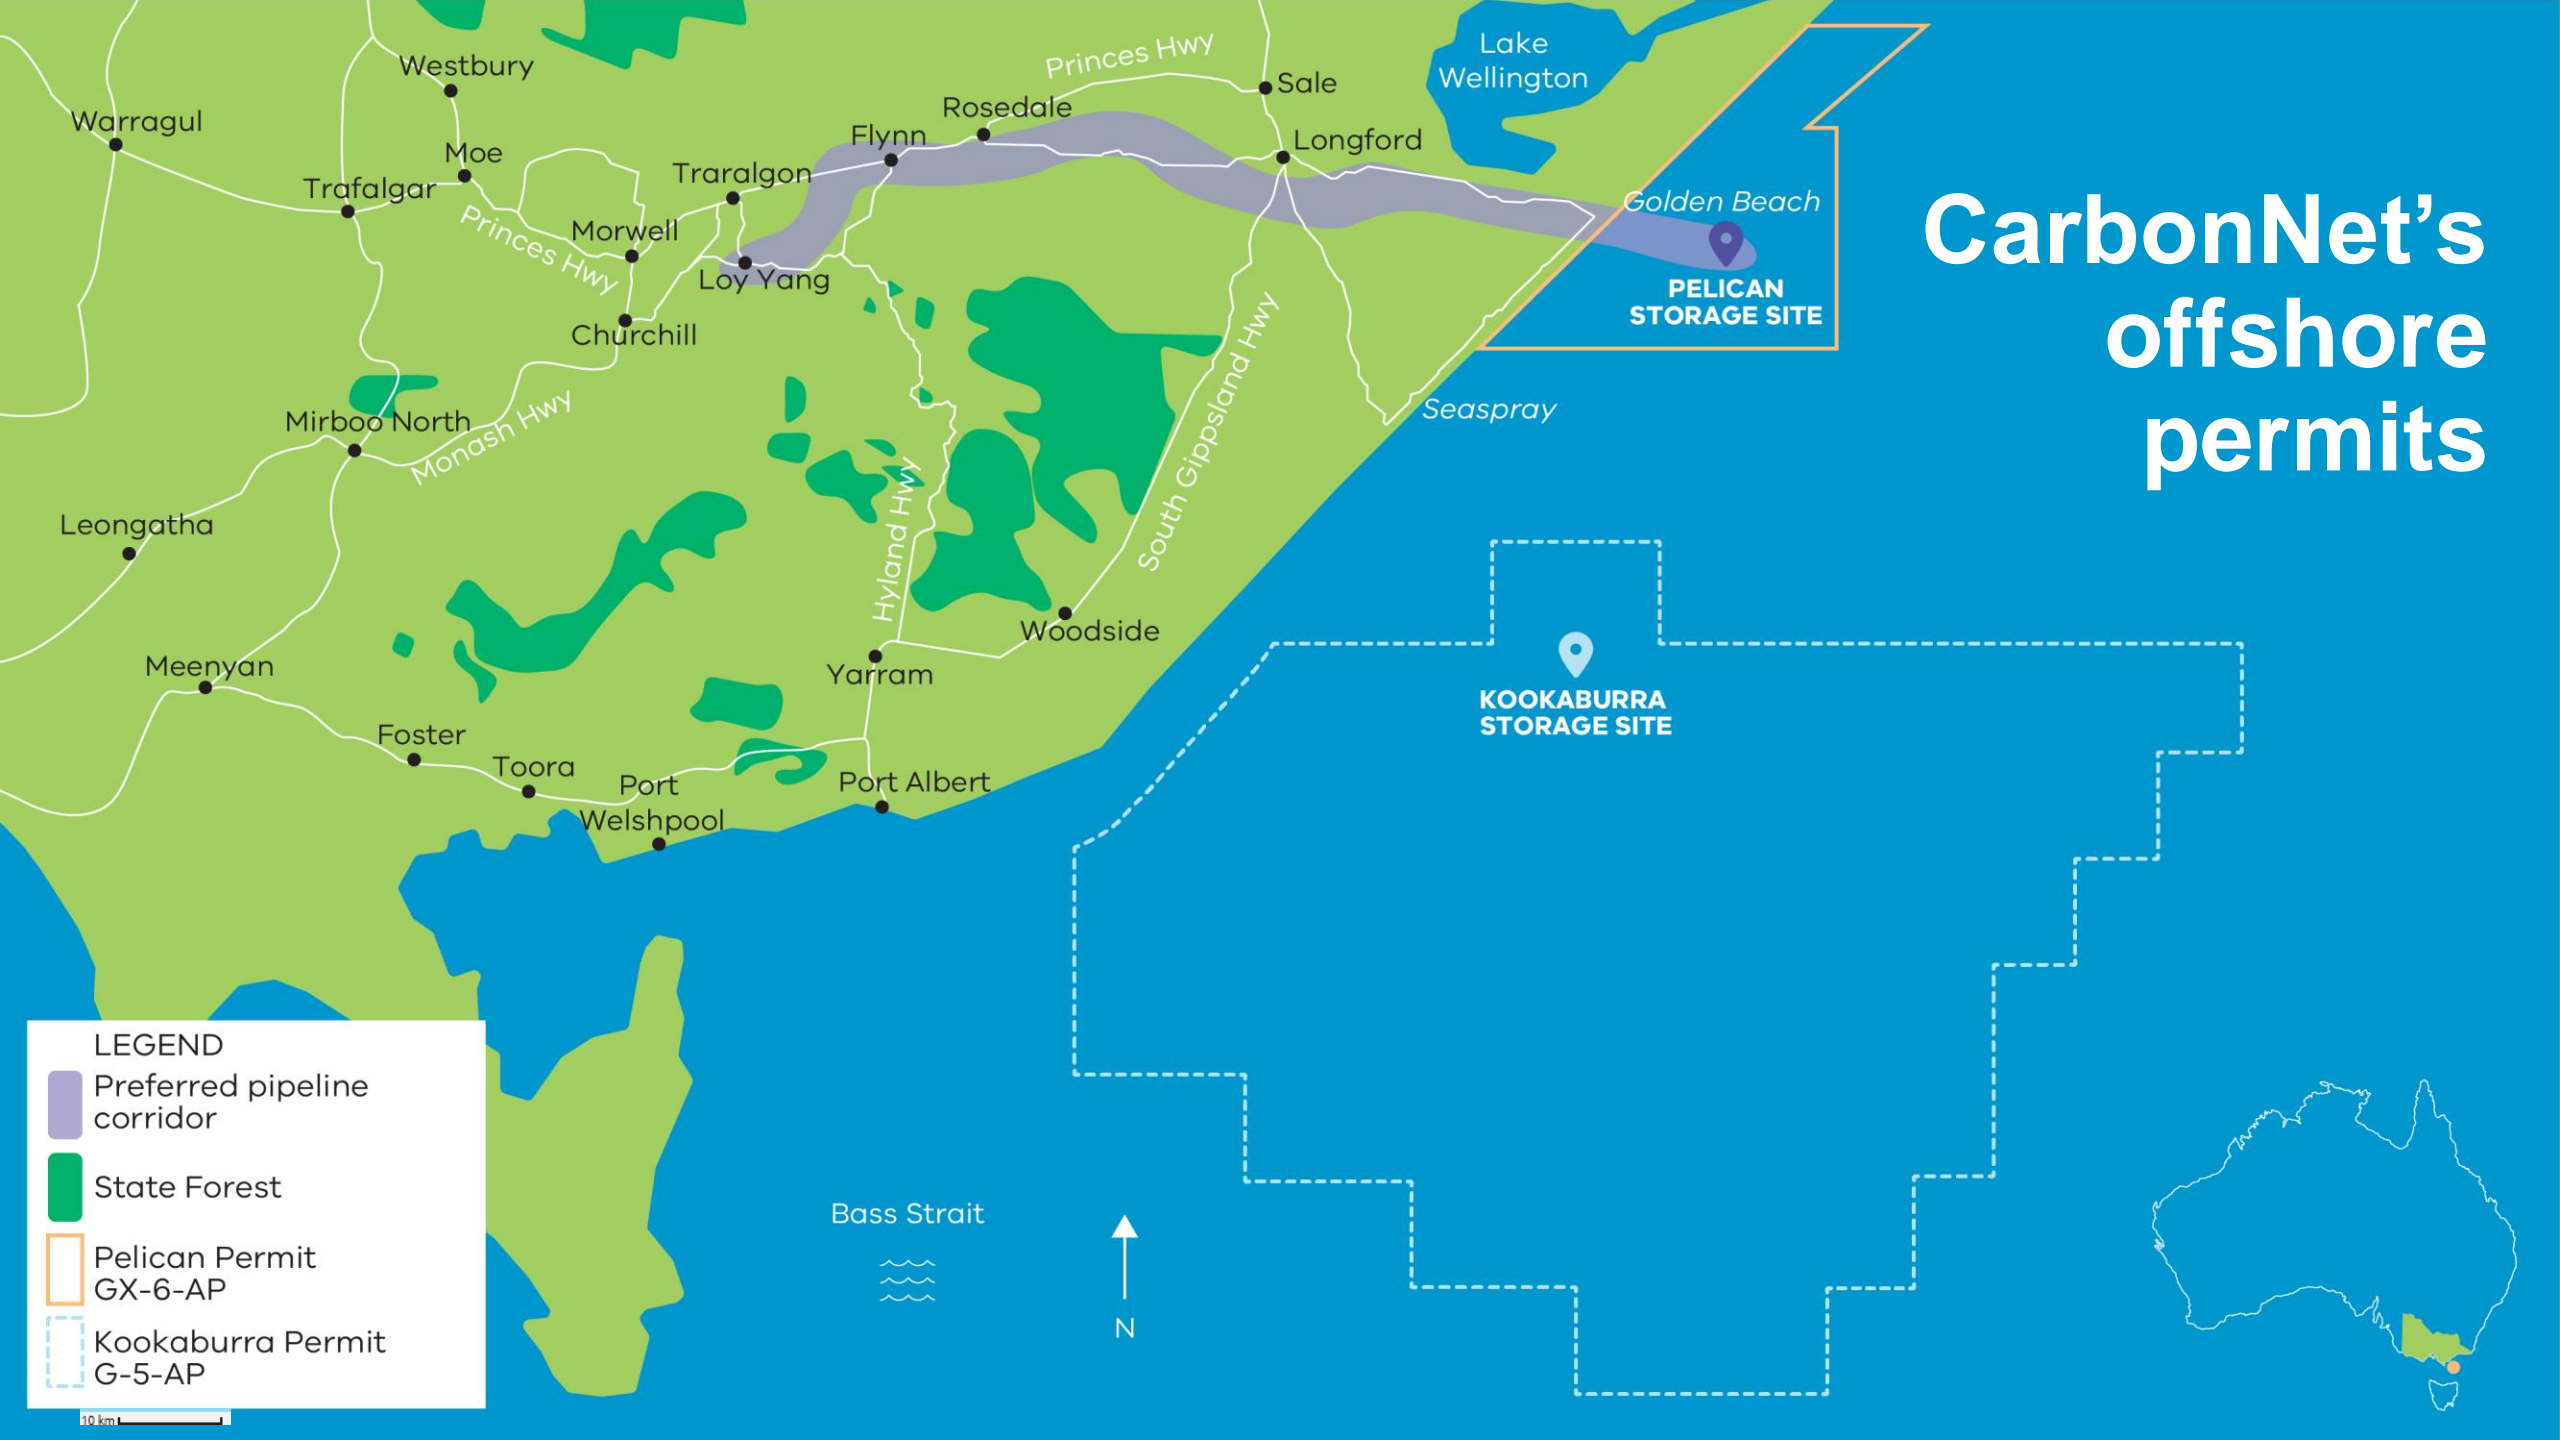 CarbonNet’s
offshore
permits
Princes Hwy
Lake
Wellington
Westbury
Sale
Rosedale
Warragul
Flynn
Longford
Moe
Traralgon
Trafalgar
Golden Beach
Princes Hwy
Morwell
Loy Yang
PELICAN
STORAGE SITE
Churchill
South Gippsland Hwy
Mirboo North
Monash Hwy
Seaspray
Leongatha
Hyland Hwy
Woodside
Meenyan
Yarram
KOOKABURRA
STORAGE SITE
Foster
Toora
Port
Welshpool
Port Albert
LEGEND
Preferred pipeline
corridor
State Forest
Pelican Permit
GX-6-AP
Kookaburra Permit
G-5-AP
10 km
Bass Strait
N